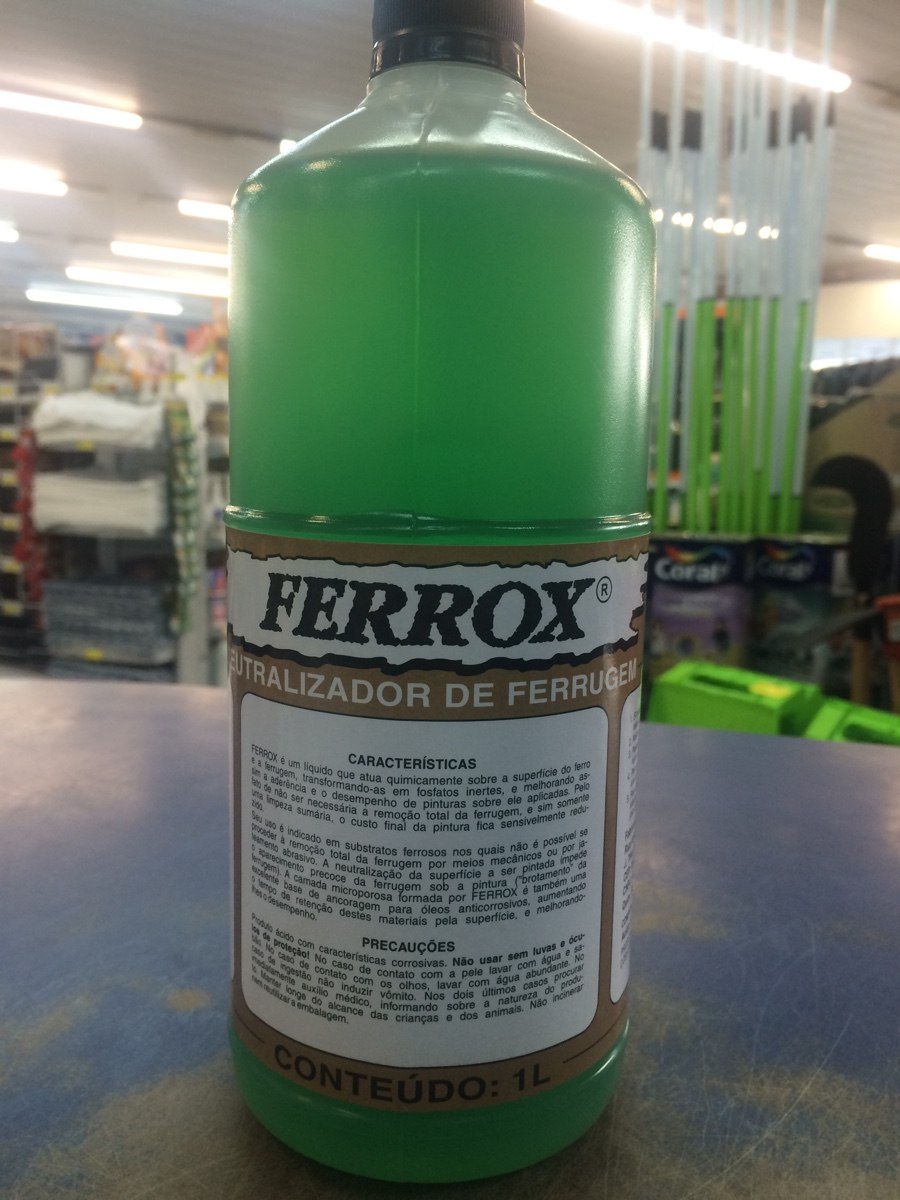 FERROX®
EUTRALIZADOR DE FERRUGEM
CARACTERÍSTICAS
FERROX é um líquido que atua quimicamente sobre a superfície do ferro
e a ferrugem, transformando-as em fosfatos inertes, e melhorando as-
sim a aderência e o desempenho de pinturas sobre ele aplicadas. Pelo
fato de não ser necessária a remoção total da ferrugem, e sim somente
uma limpeza sumária, o custo final da pintura fica sensivelmente redu-
zido.
Seu uso é indicado em substratos ferrosos nos quais não é possível se
proceder à remoção total da ferrugem por meios mecânicos ou por ja-
teamento abrasivo. A neutralização da superfície a ser pintada impede
o aparecimento precoce da ferrugem sob a pintura ("brotamento" da
ferrugem). A camada microporosa formada por FERROX é também uma
excelente base de ancoragem para óleos anticorrosivos, aumentando
o tempo de retenção destes materiais pela superfície, e melhorando-
lhes o desempenho.
PRECAUÇÕES
Produto ácido com características corrosivas. Não usar sem luvas e ócu-
los de proteção! No caso de contato com a pele lavar com água e sa-
bão. No caso de contato com os olhos, lavar com água abundante. No
caso de ingestão não induzir vômito. Nos dois últimos casos procurar
imediatamente auxílio médico, informando sobre a natureza do produ-
to. Manter longe do alcance das crianças e dos animais. Não incinerar
nem reutilizar a embalagem.
CONTEÚDO: 1L
Coral
Coral